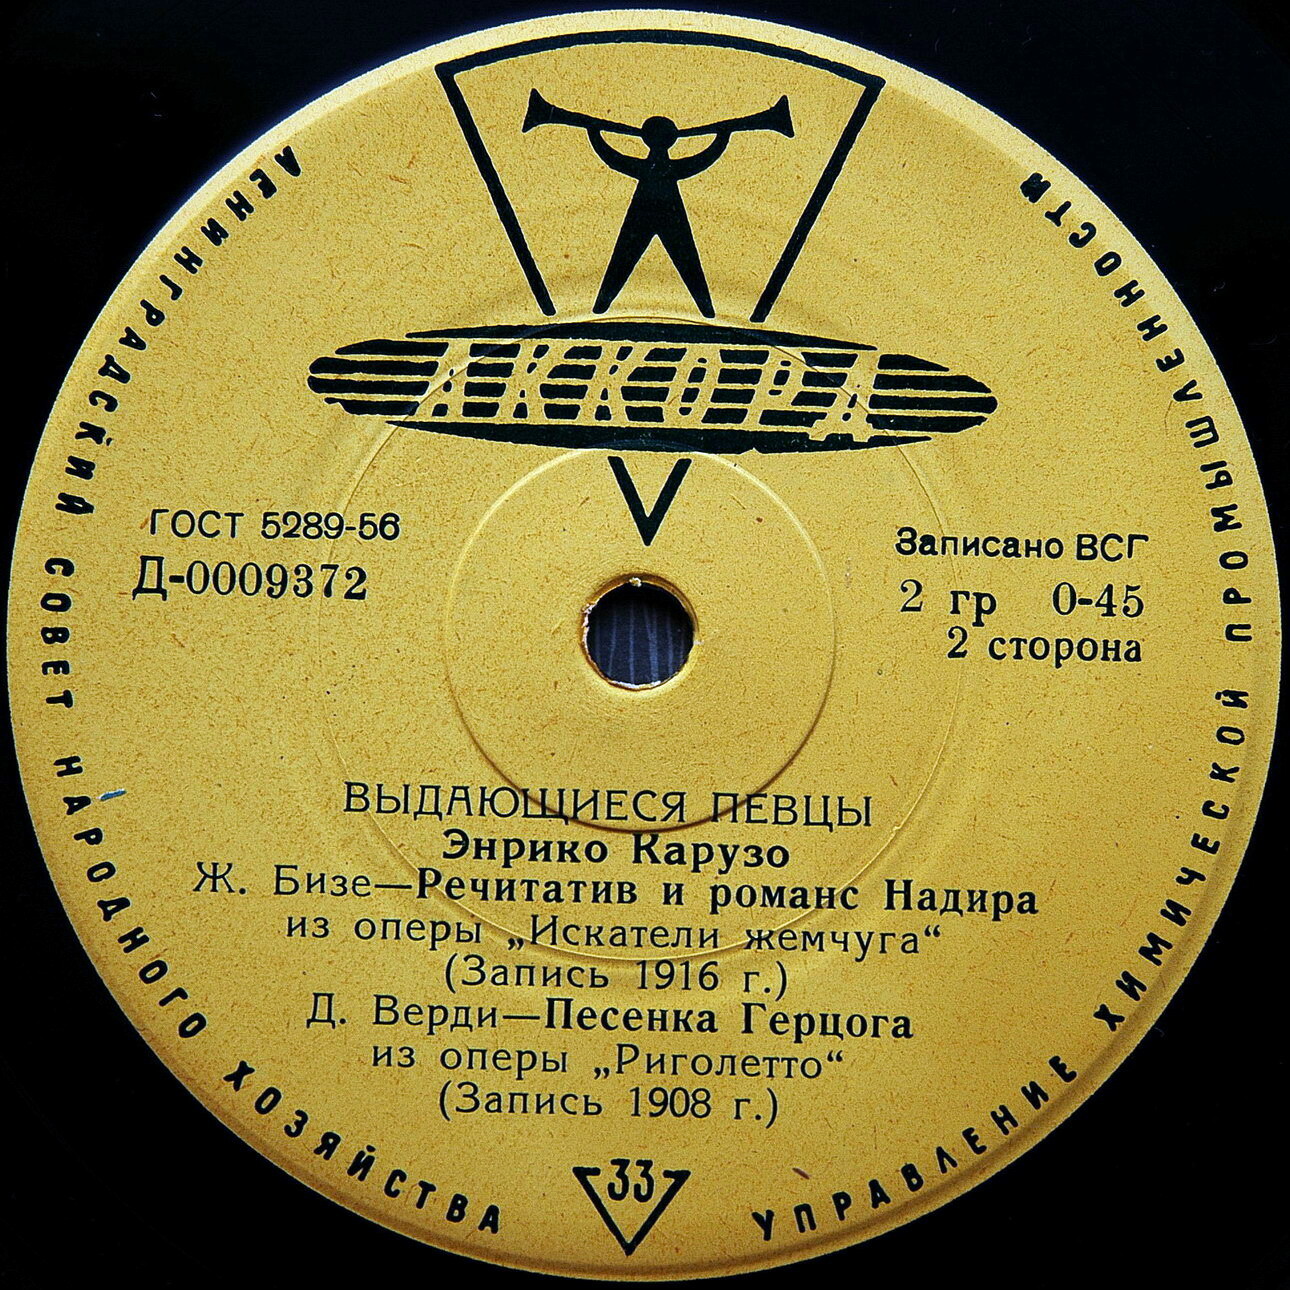 АККОРД
ЛЕНИНГРАДСКИЙ СОВЕТ НАРОДНОГО ХОЗЯЙСТВА
УПРАВЛЕНИЕ ХИМИЧЕСКОЙ ПРОМЫШЛЕННОСТИ
ГОСТ 5289-56
Д-0009372
Записано ВСГ
2 гр 0-45
2 сторона
ВЫДАЮЩИЕСЯ ПЕВЦЫ
Энрико Карузо
Ж. Бизе—Речитатив и романс Надира
из оперы „Искатели жемчуга“
(Запись 1916 г.)
Д. Верди—Песенка Герцога
из оперы „Риголетто“
(Запись 1908 г.)
33